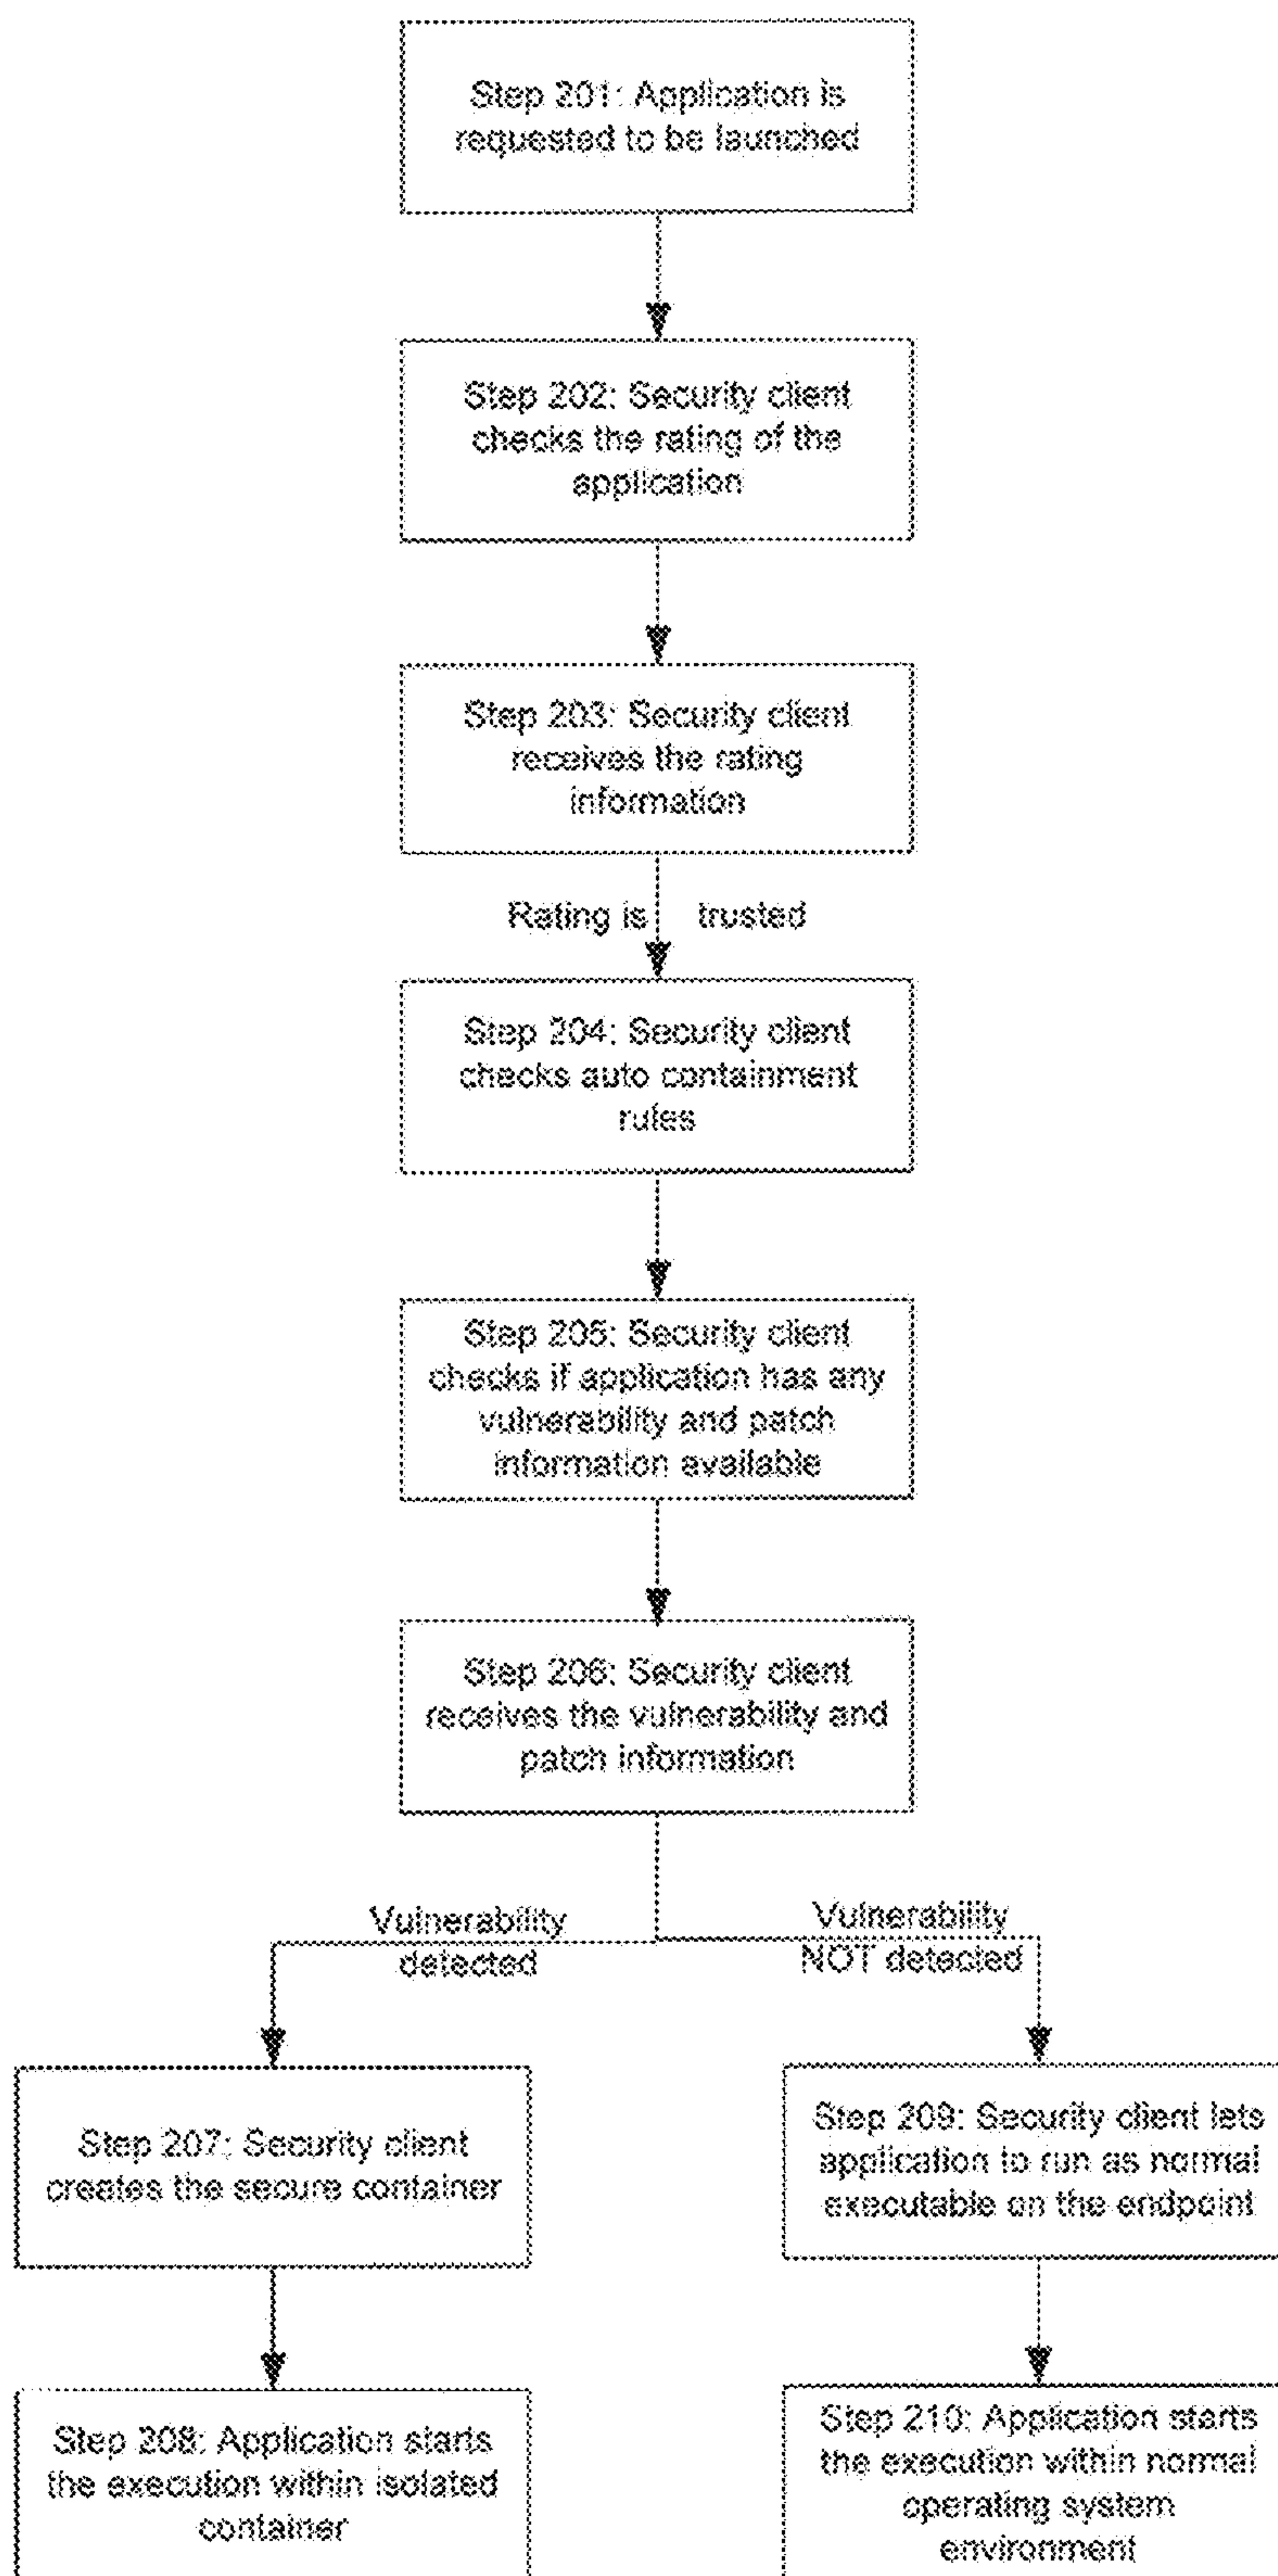 Step 201: Application is
requested to be launched
Step 202: Security client
checks the rating of the
application
Step 203: Security client
receives the rating
information
Rating is trusted
Step 204: Security client
checks auto containment
rules
Step 205: Security client
checks if application has any
vulnerability and patch
information available
Step 206: Security client
receives the vulnerability and
patch information
Vulnerability
detected
Vulnerability
NOT detected
Step 207: Security client
creates the secure container
Step 209: Security client lets
application to run as normal
executable on the endpoint
Step 208: Application starts
the execution within isolated
container
Step 210: Application starts
the execution within normal
operating system
environment